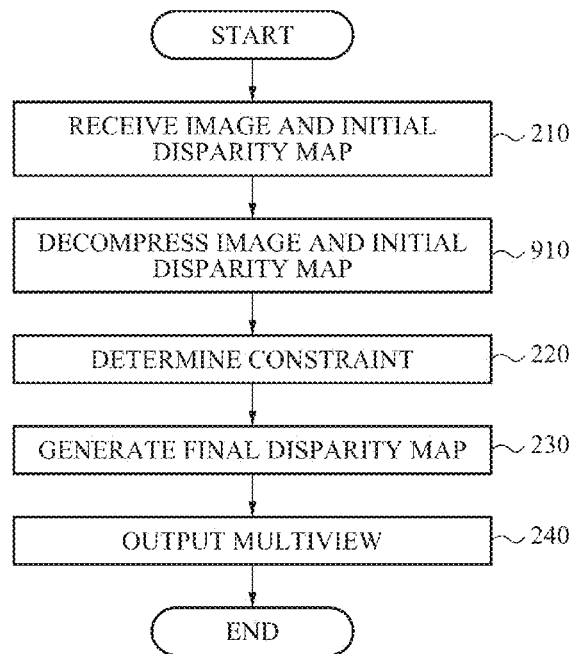 START
RECEIVE IMAGE AND INITIAL
DISPARITY MAP
210
DECOMPRESS IMAGE AND INITIAL
DISPARITY MAP
910
DETERMINE CONSTRAINT
220
GENERATE FINAL DISPARITY MAP
230
OUTPUT MULTIVIEW
240
END